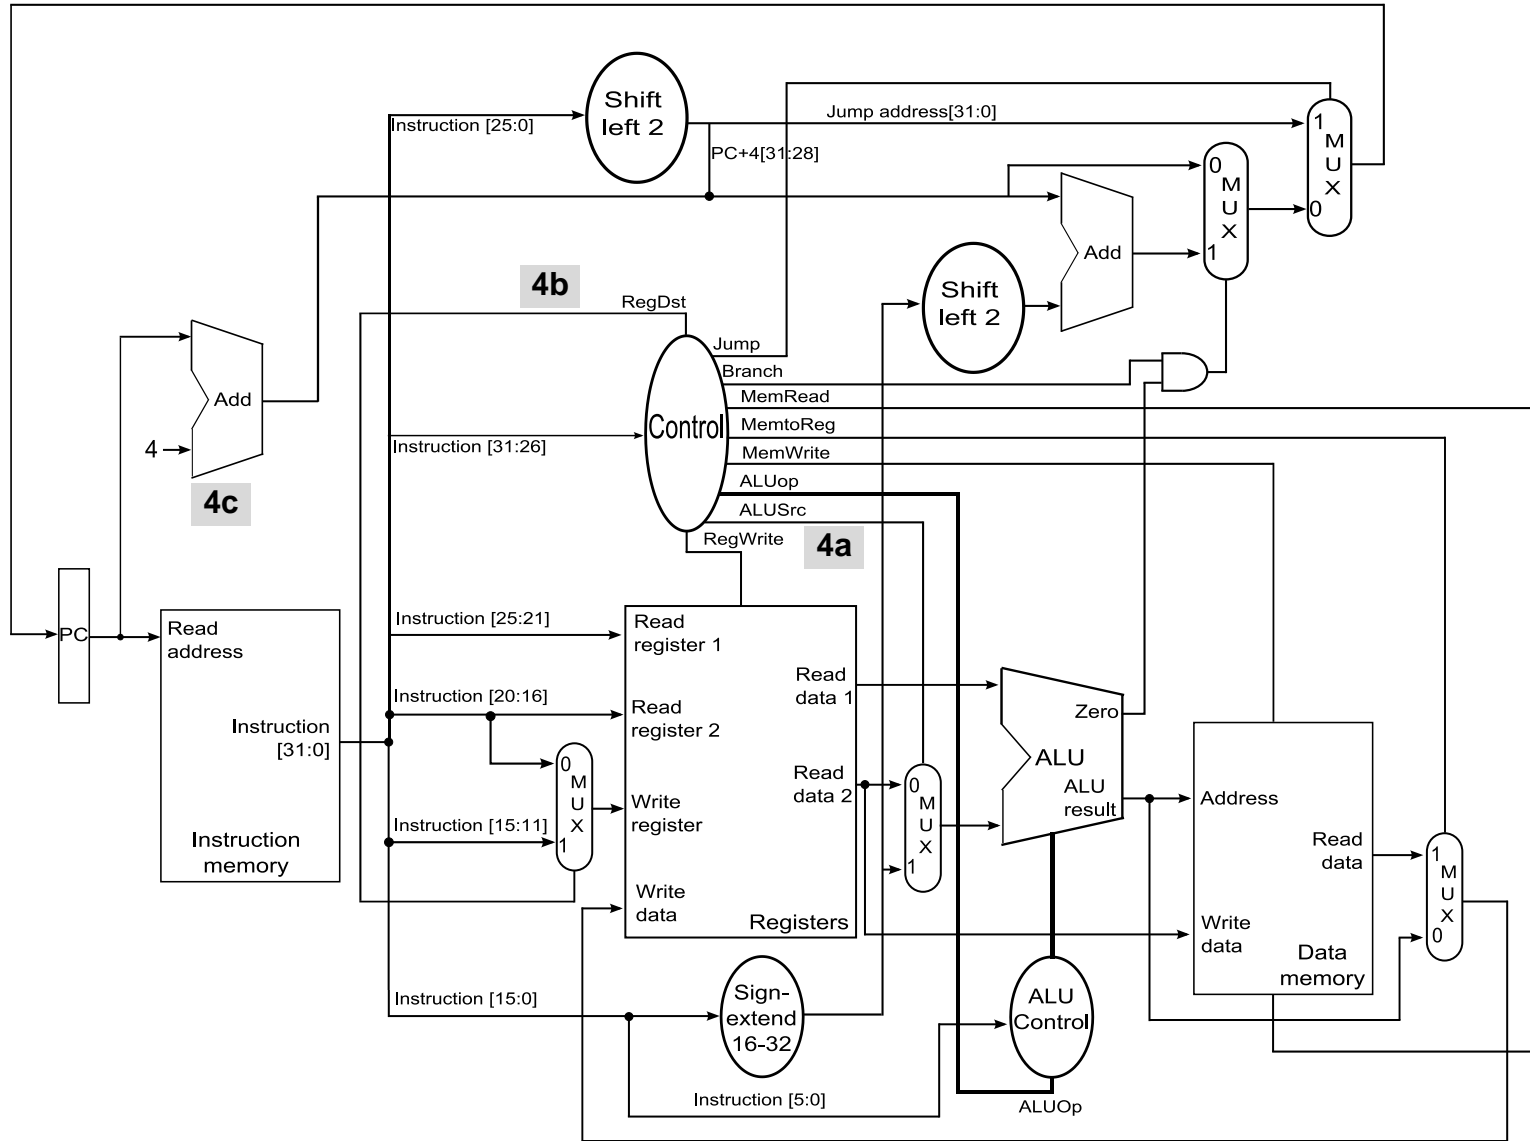 Shift
left 2
Instruction [25:0]
Jump address[31:0]
PC+4[31:28]
1
M
U
X
0
0
M
U
X
1
Add
Shift
left 2
4b
RegDst
Jump
Branch
MemRead
MemtoReg
MemWrite
ALUop
ALUSrc
RegWrite
Control
Instruction [31:26]
Add
4
4c
4a
PC
Read
address
Instruction
[31:0]
Instruction
memory
Instruction [25:21]
Instruction [20:16]
Instruction [15:11]
0
M
U
X
1
Read
register 1
Read
register 2
Write
register
Write
data
Read
data 1
Read
data 2
Registers
0
M
U
X
1
Zero
ALU
ALU
result
Address
Read
data
Write
data
Data
memory
1
M
U
X
0
Instruction [15:0]
Sign-
extend
16-32
ALU
Control
Instruction [5:0]
ALUOp